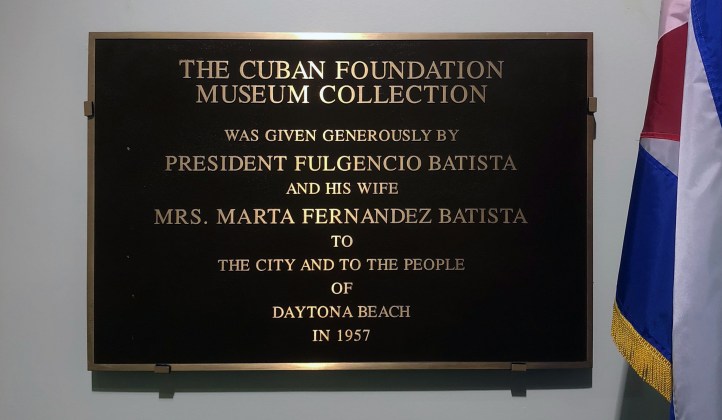 THE CUBAN FOUNDATION
MUSEUM COLLECTION
WAS GIVEN GENEROUSLY BY
PRESIDENT FULGENCIO BATISTA
AND HIS WIFE
MRS. MARTA FERNANDEZ BATISTA
TO
THE CITY AND TO THE PEOPLE
OF
DAYTONA BEACH
IN 1957